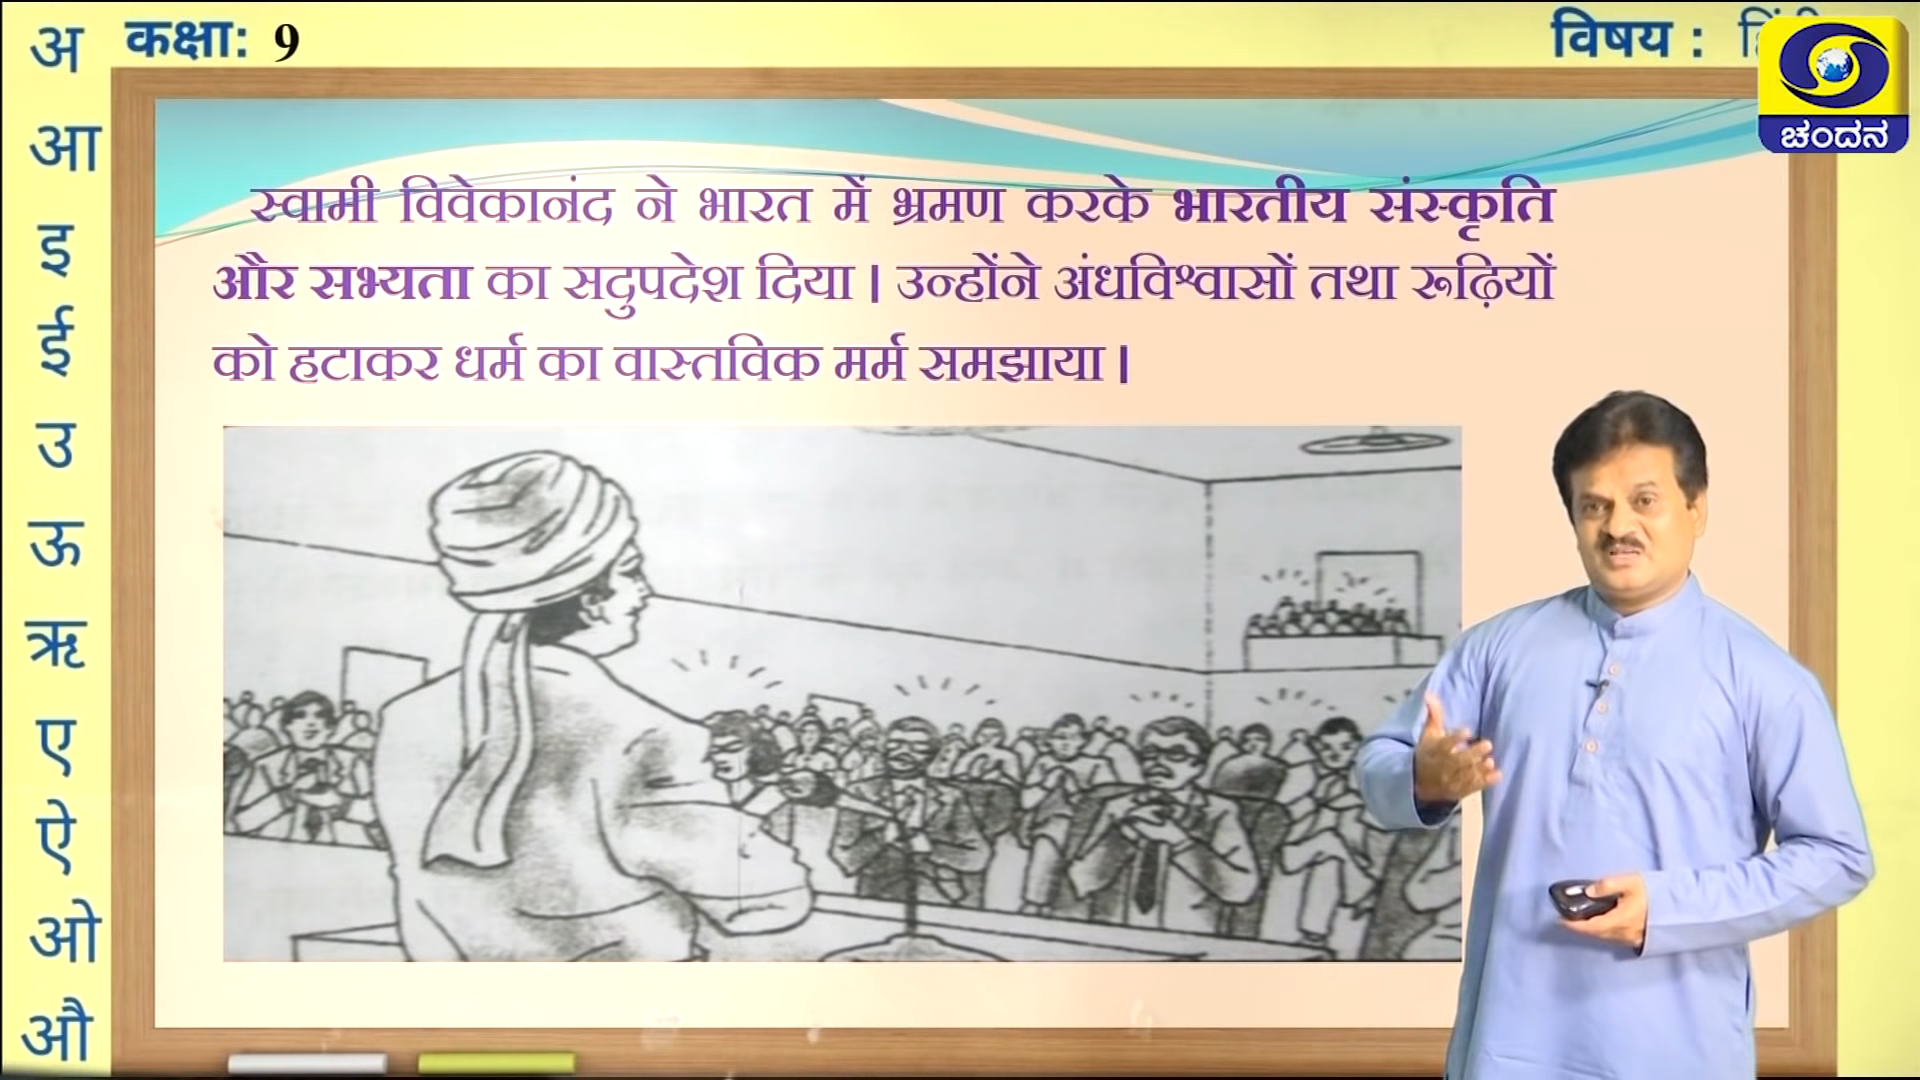 कक्षा: 9
विषय :
ಚಂದನ
स्वामी विवेकानंद ने भारत में भ्रमण करके भारतीय संस्कृति
और सभ्यता का सदुपदेश दिया । उन्होंने अंधविश्वासों तथा रूढ़ियों
को हटाकर धर्म का वास्तविक मर्म समझाया ।
अ
आ
इ
ई
उ
ऊ
ऋ
ए
ऐ
ओ
औ